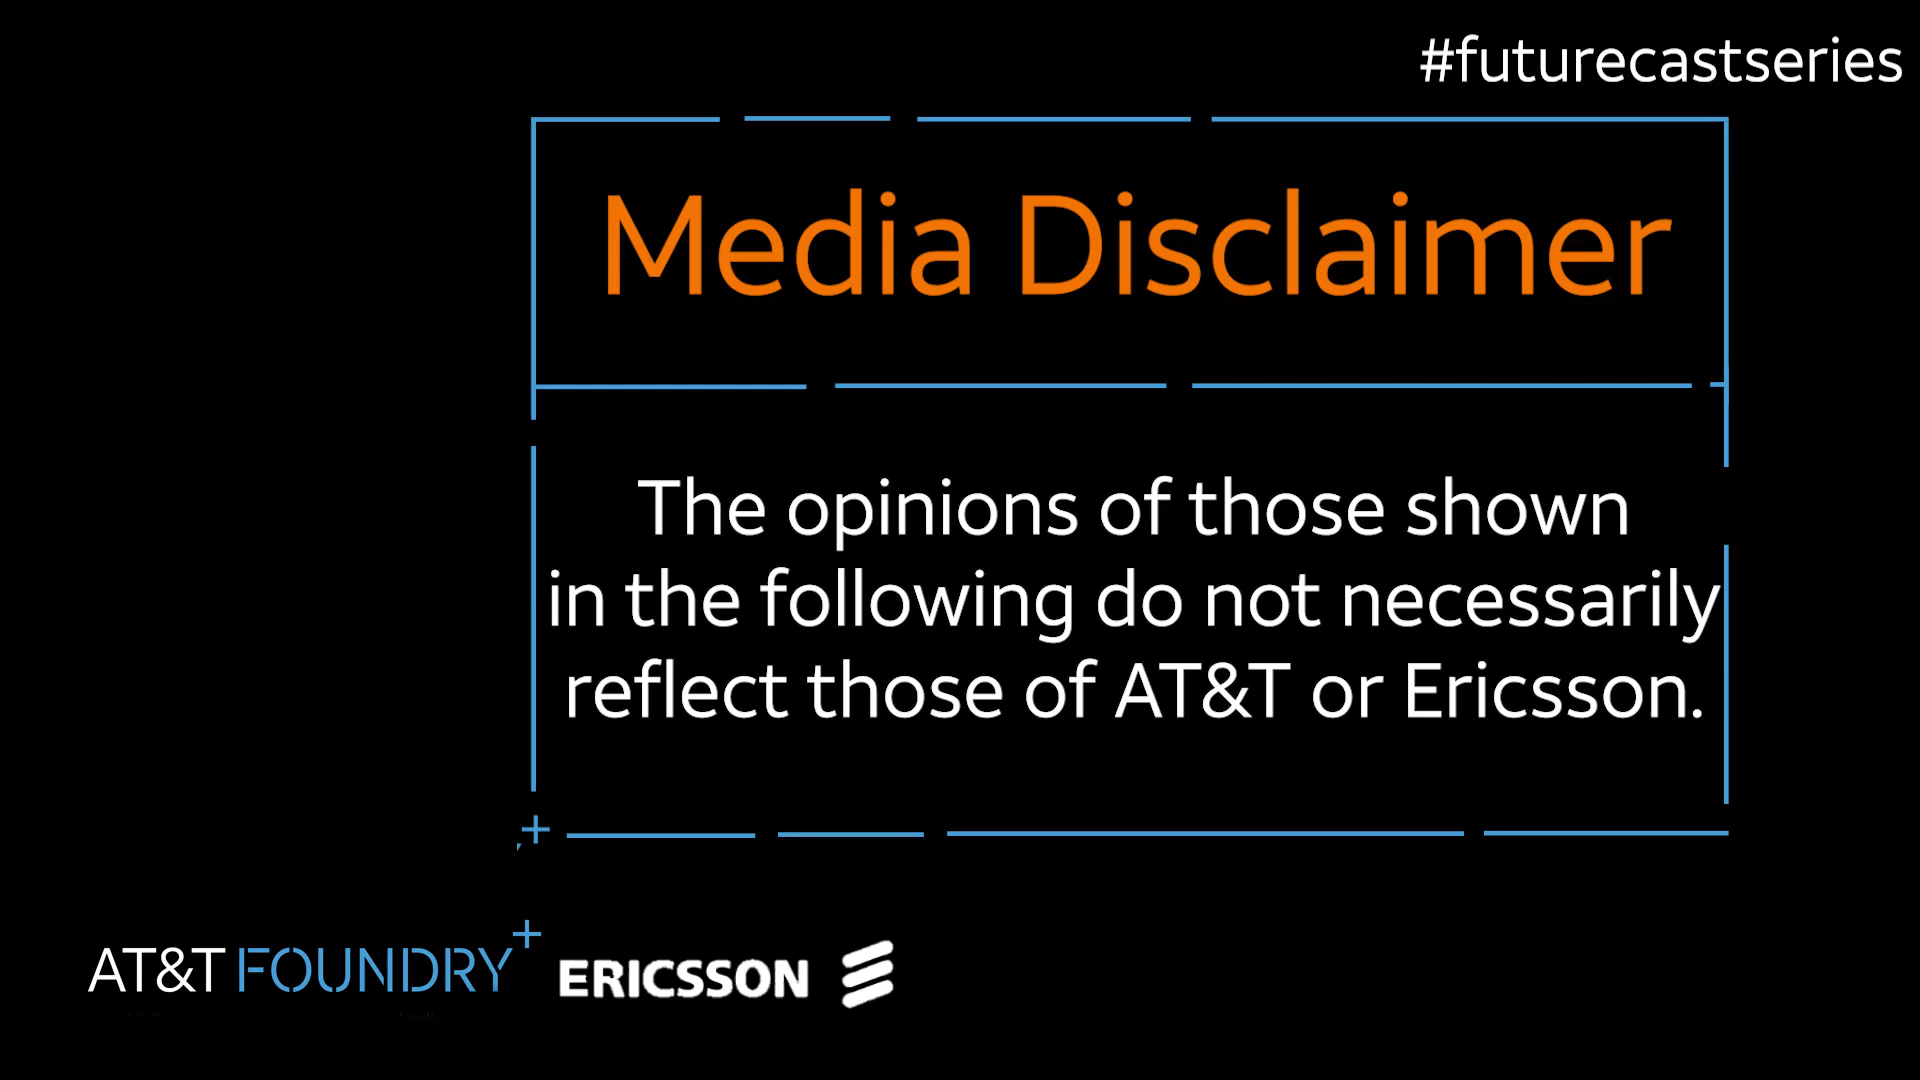 #futurecastseries
Media Disclaimer
The opinions of those shown
in the following do not necessarily
reflect those of AT&T or Ericsson.
AT&T FOUNDRY
ERICSSON